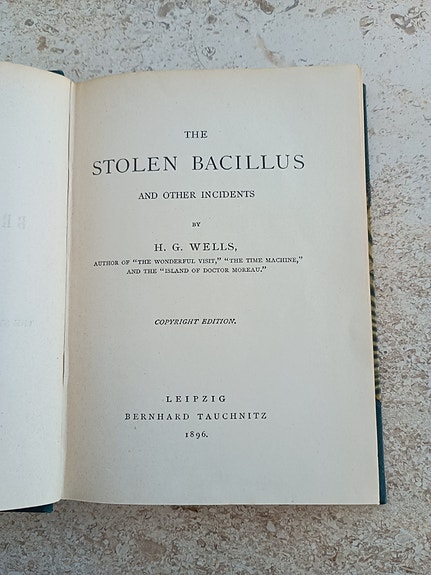 THE
STOLEN BACILLUS
AND OTHER INCIDENTS
BY
H. G. WELLS,
AUTHOR OF "THE WONDERFUL VISIT," "THE TIME MACHINE,"
AND THE "ISLAND OF DOCTOR MOREAU."
COPYRIGHT EDITION.
LEIPZIG
BERNHARD TAUCHNITZ
1896.